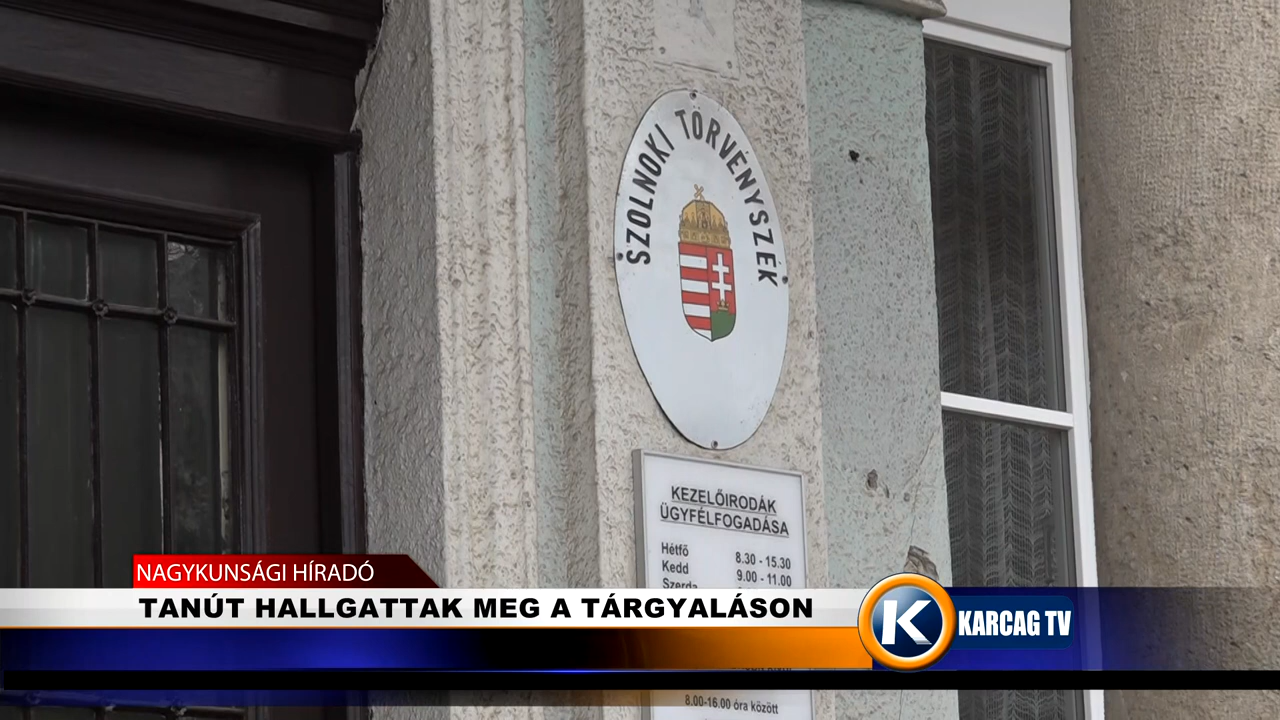 SZOLNOKI TÖRVÉNYSZÉK
KEZELŐIRODÁK
ÜGYFÉLFOGADÁSA
Hétfő 8.30 - 15.30
Kedd 9.00 - 11.00
Szerda
NAGYKUNSÁGI HÍRADÓ
TANÚT HALLGATTAK MEG A TÁRGYALÁSON
K KARCAG TV
8.00-16.00 óra között